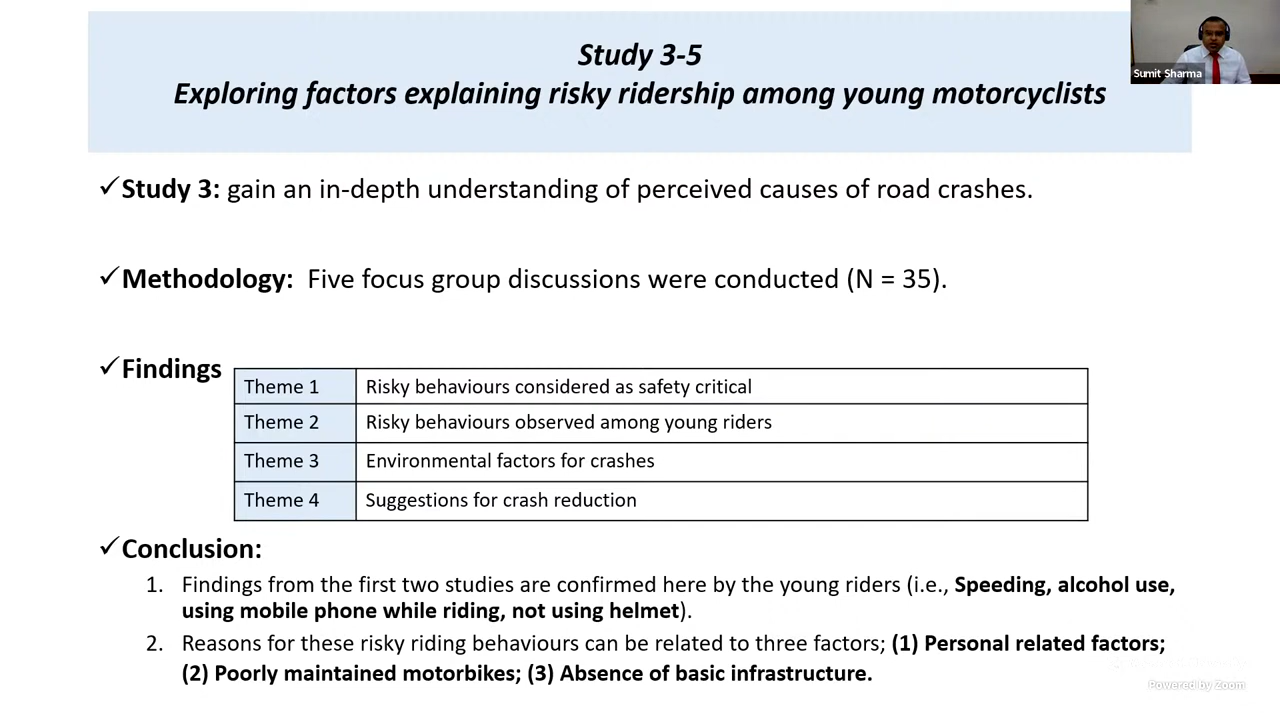 Study 3-5
Exploring factors explaining risky ridership among young motorcyclists
Sumit Sharma
✓Study 3: gain an in-depth understanding of perceived causes of road crashes.
✓Methodology: Five focus group discussions were conducted (N = 35).
✓Findings
Theme 1 Risky behaviours considered as safety critical
Theme 2 Risky behaviours observed among young riders
Theme 3 Environmental factors for crashes
Theme 4 Suggestions for crash reduction
✓Conclusion:
1. Findings from the first two studies are confirmed here by the young riders (i.e., Speeding, alcohol use,
using mobile phone while riding, not using helmet).
2. Reasons for these risky riding behaviours can be related to three factors; (1) Personal related factors;
(2) Poorly maintained motorbikes; (3) Absence of basic infrastructure.
Powered by Zoom